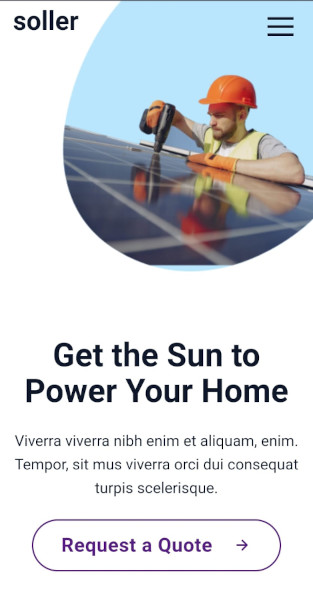 soller
Get the Sun to
Power Your Home
Viverra viverra nibh enim et aliquam, enim.
Tempor, sit mus viverra orci dui consequat
turpis scelerisque.
Request a Quote →